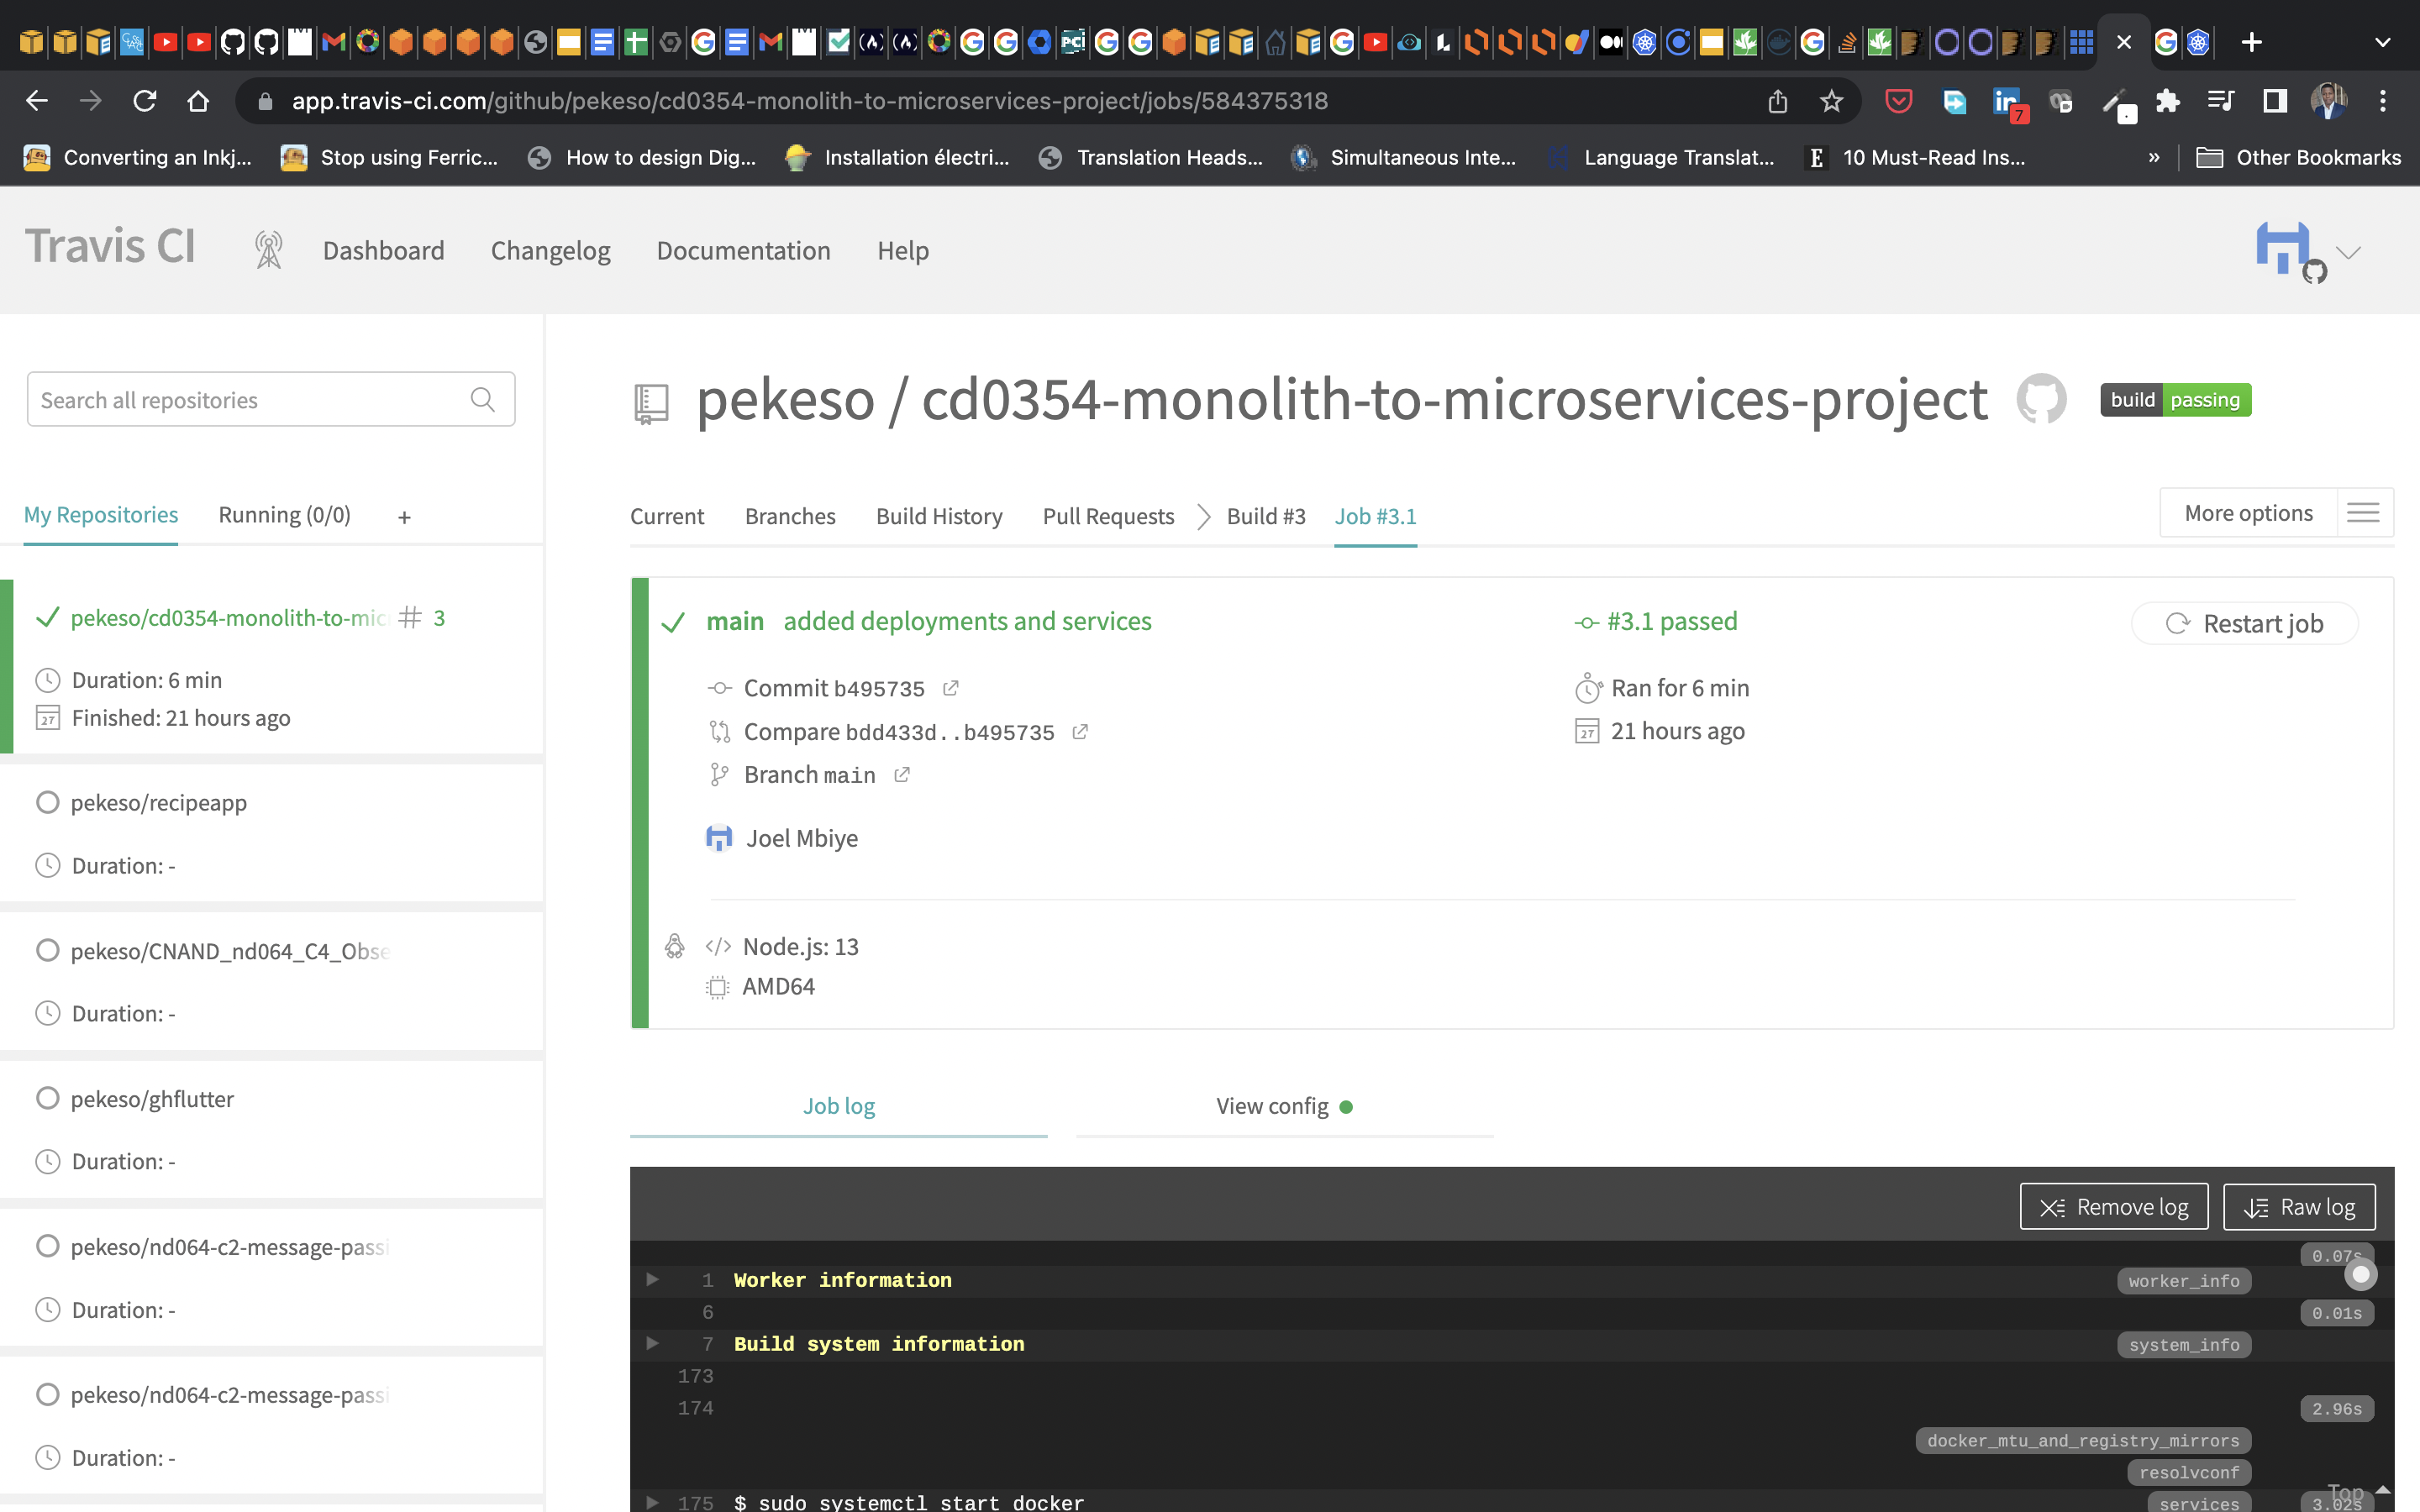 app.travis-ci.com/github/pekeso/cd0354-monolith-to-microservices-project/jobs/584375318
7
Converting an Inkj...
Stop using Ferric...
How to design Dig...
Installation électri...
Translation Heads...
Simultaneous Inte...
Language Translat...
10 Must-Read Ins...
»
Other Bookmarks
Travis CI
Dashboard
Changelog
Documentation
Help
Search all repositories
My Repositories
Running (0/0)
+
pekeso/cd0354-monolith-to-mic
# 3
Duration: 6 min
Finished: 21 hours ago
pekeso/recipeapp
Duration: -
pekeso/CNAND_nd064_C4_Obse
Duration: -
pekeso/ghflutter
Duration: -
pekeso/nd064-c2-message-passi
Duration: -
pekeso/nd064-c2-message-passi
Duration: -
pekeso / cd0354-monolith-to-microservices-project
build passing
Current
Branches
Build History
Pull Requests
Build #3
Job #3.1
More options
main added deployments and services
Commit b495735
Compare bdd433d..b495735
Branch main
Joel Mbiye
#3.1 passed
Ran for 6 min
21 hours ago
Restart job
Node.js: 13
AMD64
Job log
View config
Remove log
Raw log
0.07s
1 Worker information worker_info
6 0.01s
7 Build system information system_info
173
174 2.96s
docker_mtu_and_registry_mirrors
resolvconf
175 $ sudo systemctl start docker services 3.02s
Top